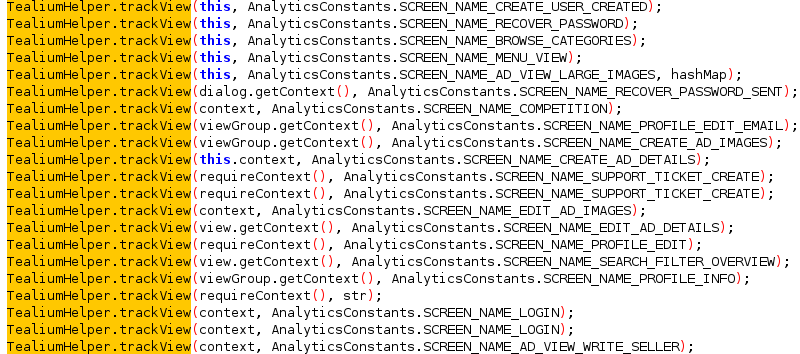 TealiumHelper.trackView(this, AnalyticsConstants.SCREEN_NAME_CREATE_USER_CREATED);
TealiumHelper.trackView(this, AnalyticsConstants.SCREEN_NAME_RECOVER_PASSWORD);
TealiumHelper.trackView(this, AnalyticsConstants.SCREEN_NAME_BROWSE_CATEGORIES);
TealiumHelper.trackView(this, AnalyticsConstants.SCREEN_NAME_MENU_VIEW);
TealiumHelper.trackView(this, AnalyticsConstants.SCREEN_NAME_AD_VIEW_LARGE_IMAGES, hashMap);
TealiumHelper.trackView(dialog.getContext(), AnalyticsConstants.SCREEN_NAME_RECOVER_PASSWORD_SENT);
TealiumHelper.trackView(context, AnalyticsConstants.SCREEN_NAME_COMPETITION);
TealiumHelper.trackView(viewGroup.getContext(), AnalyticsConstants.SCREEN_NAME_PROFILE_EDIT_EMAIL);
TealiumHelper.trackView(viewGroup.getContext(), AnalyticsConstants.SCREEN_NAME_CREATE_AD_IMAGES);
TealiumHelper.trackView(this.context, AnalyticsConstants.SCREEN_NAME_CREATE_AD_DETAILS);
TealiumHelper.trackView(requireContext(), AnalyticsConstants.SCREEN_NAME_SUPPORT_TICKET_CREATE);
TealiumHelper.trackView(requireContext(), AnalyticsConstants.SCREEN_NAME_SUPPORT_TICKET_CREATE);
TealiumHelper.trackView(context, AnalyticsConstants.SCREEN_NAME_EDIT_AD_IMAGES);
TealiumHelper.trackView(view.getContext(), AnalyticsConstants.SCREEN_NAME_EDIT_AD_DETAILS);
TealiumHelper.trackView(requireContext(), AnalyticsConstants.SCREEN_NAME_PROFILE_EDIT);
TealiumHelper.trackView(view.getContext(), AnalyticsConstants.SCREEN_NAME_SEARCH_FILTER_OVERVIEW);
TealiumHelper.trackView(viewGroup.getContext(), AnalyticsConstants.SCREEN_NAME_PROFILE_INFO);
TealiumHelper.trackView(requireContext(), str);
TealiumHelper.trackView(context, AnalyticsConstants.SCREEN_NAME_LOGIN);
TealiumHelper.trackView(context, AnalyticsConstants.SCREEN_NAME_LOGIN);
TealiumHelper.trackView(context, AnalyticsConstants.SCREEN_NAME_AD_VIEW_WRITE_SELLER);